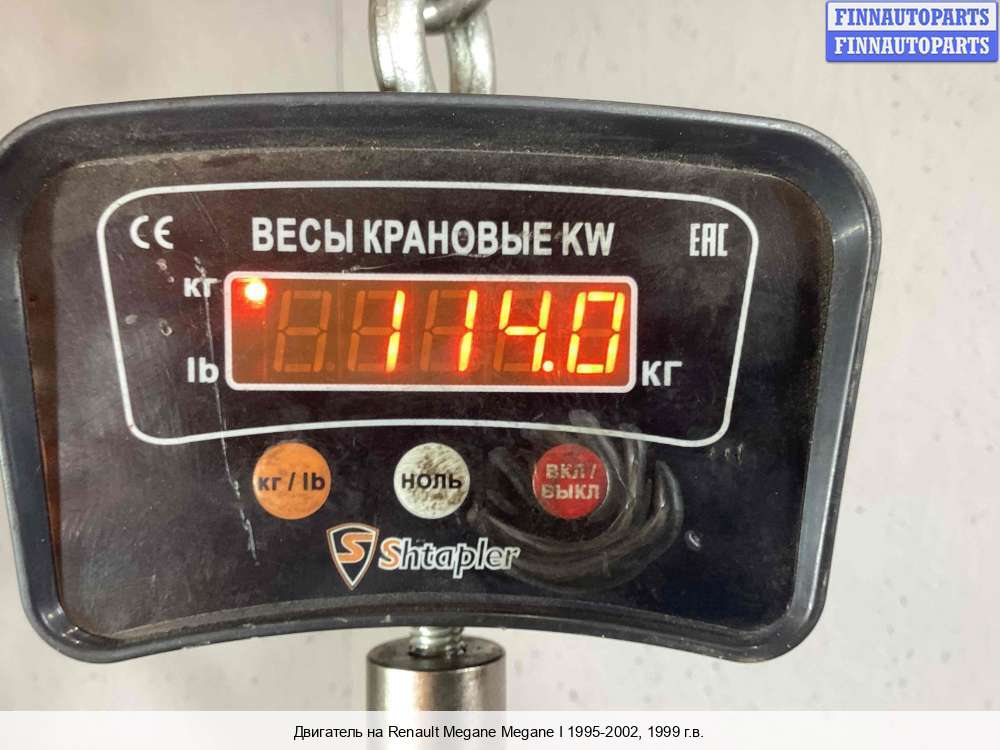 FINNAUTOPARTS
FINNAUTOPARTS
CE ВЕСЫ КРАНОВЫЕ KW EAC
кг
114.0
lb КГ
кг / lb НОЛЬ ВКЛ / ВЫКЛ
S Shtapler
Двигатель на Renault Megane Megane I 1995-2002, 1999 г.в.